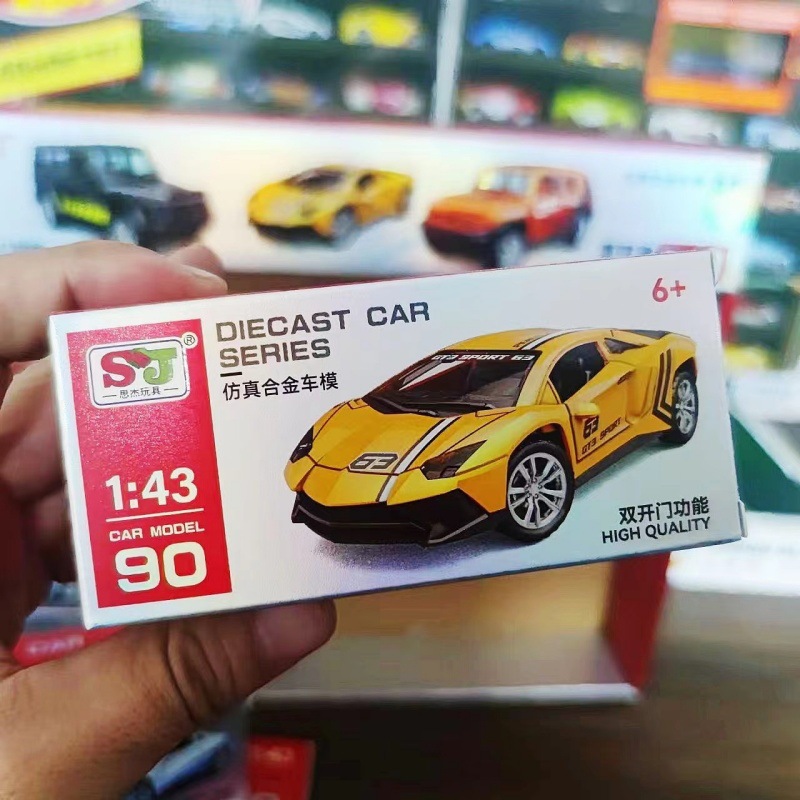 SJ®
思杰玩具
1:43
CAR MODEL
90
DIECAST CAR
SERIES
仿真合金车模
6+
GT3 SPORT 63
63
63
GT3 SPORT
双开门功能
HIGH QUALITY